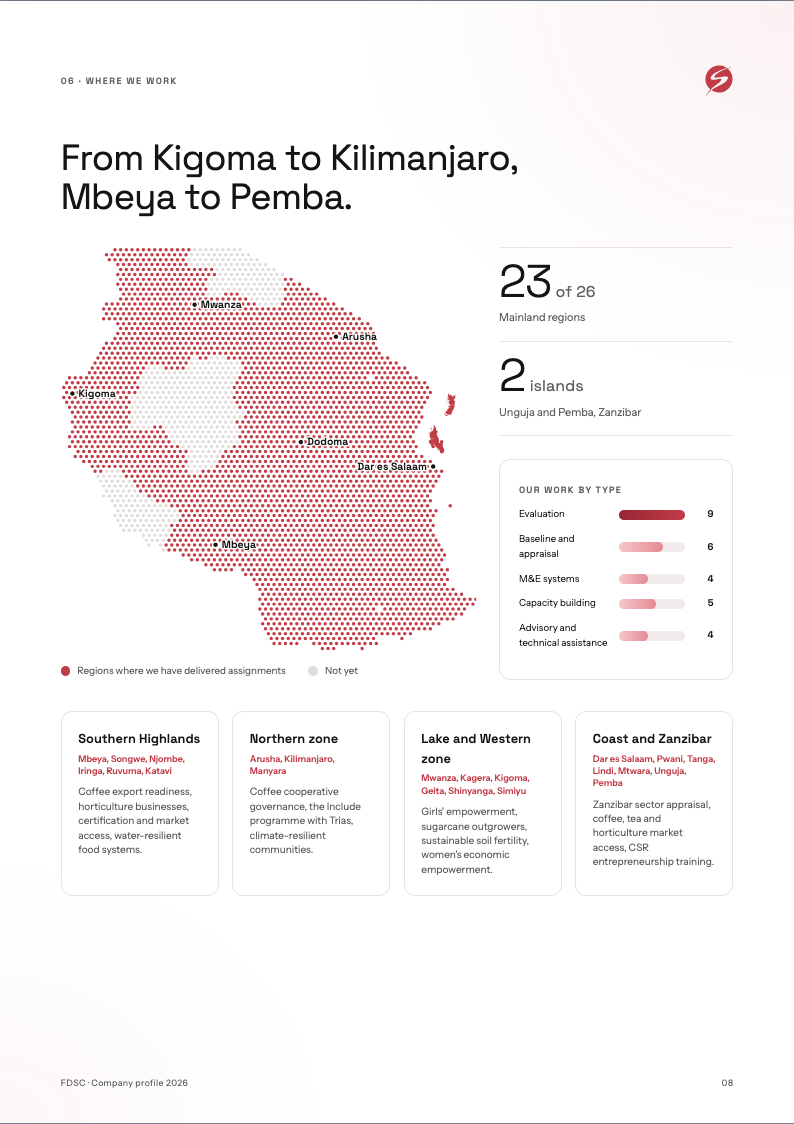 06 · WHERE WE WORK
From Kigoma to Kilimanjaro,
Mbeya to Pemba.
Mwanza
Arusha
Kigoma
Dodoma
Dar es Salaam
Mbeya
Regions where we have delivered assignments
Not yet
23 of 26
Mainland regions
2 islands
Unguja and Pemba, Zanzibar
OUR WORK BY TYPE
Evaluation 9
Baseline and
appraisal 6
M&E systems 4
Capacity building 5
Advisory and
technical assistance 4
Southern Highlands
Mbeya, Songwe, Njombe,
Iringa, Ruvuma, Katavi
Coffee export readiness,
horticulture businesses,
certification and market
access, water-resilient
food systems.
Northern zone
Arusha, Kilimanjaro,
Manyara
Coffee cooperative
governance, the Include
programme with Trias,
climate-resilient
communities.
Lake and Western
zone
Mwanza, Kagera, Kigoma,
Geita, Shinyanga, Simiyu
Girls' empowerment,
sugarcane outgrowers,
sustainable soil fertility,
women's economic
empowerment.
Coast and Zanzibar
Dar es Salaam, Pwani, Tanga,
Lindi, Mtwara, Unguja,
Pemba
Zanzibar sector appraisal,
coffee, tea and
horticulture market
access, CSR
entrepreneurship training.
FDSC · Company profile 2026
08